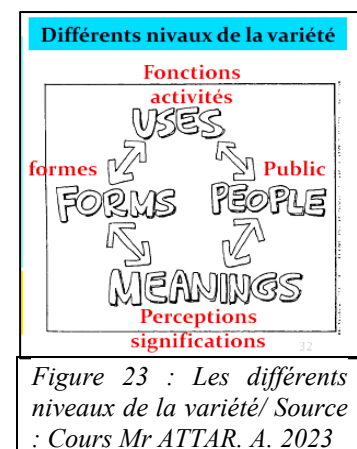 Différents nivaux de la variété
Fonctions
activités
USES
formes
Public
FORMS
PEOPLE
MEANINGS
Perceptions
significations
32
Figure 23 : Les différents
niveaux de la variété/ Source
: Cours Mr ATTAR. A. 2023